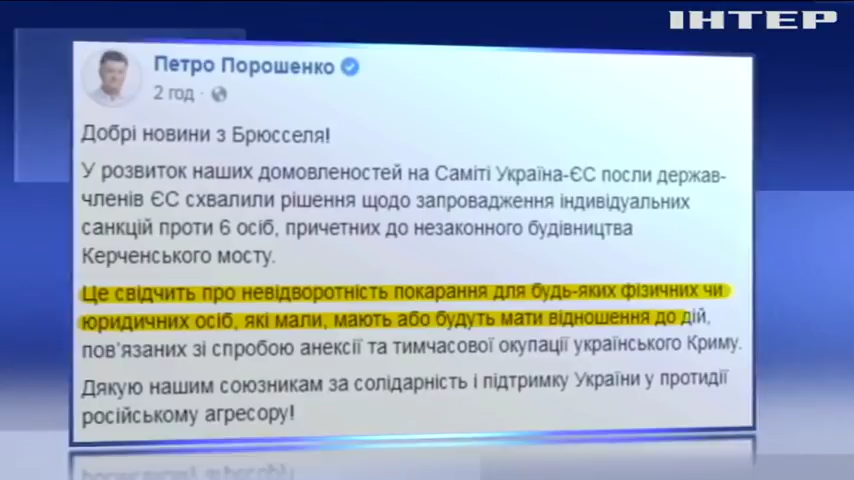 ІНТЕР
Петро Порошенко
2 год ·
Добрі новини з Брюсселя!
У розвиток наших домовленостей на Саміті Україна-ЄС посли держав-
членів ЄС схвалили рішення щодо запровадження індивідуальних
санкцій проти 6 осіб, причетних до незаконного будівництва
Керченського мосту.
Це свідчить про невідворотність покарання для будь-яких фізичних чи
юридичних осіб, які мали, мають або будуть мати відношення до дій,
пов'язаних зі спробою анексії та тимчасової окупації українського Криму.
Дякую нашим союзникам за солідарність і підтримку України у протидії
російському агресору!